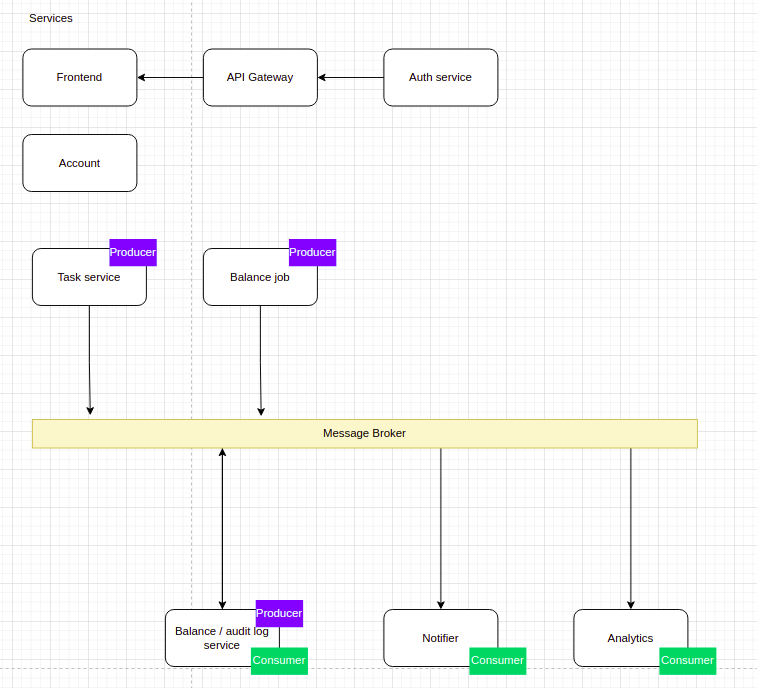 Services
Frontend
API Gateway
Auth service
Account
Producer
Producer
Task service
Balance job
Message Broker
Producer
Balance / audit log
service
Notifier
Analytics
Consumer
Consumer
Consumer